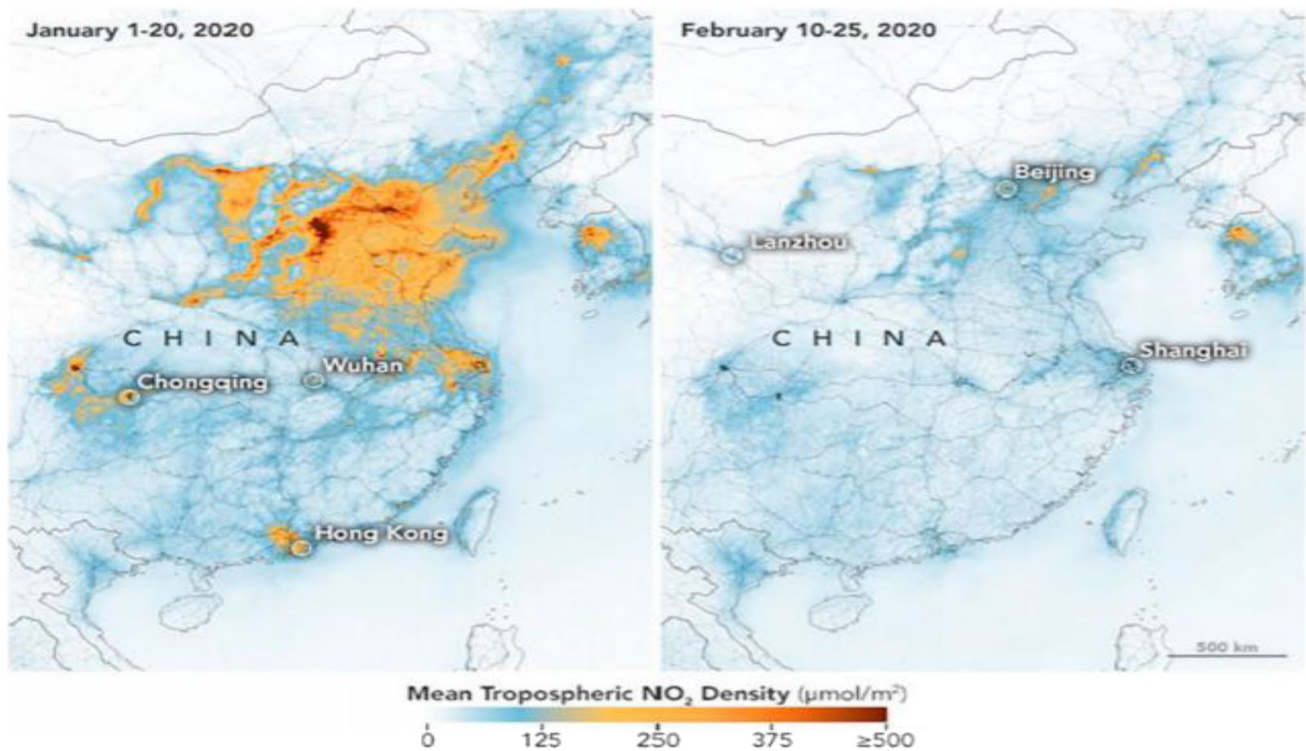 January 1-20, 2020
CHINA
Wuhan
Chongqing
Hong Kong
February 10-25, 2020
Beijing
Lanzhou
CHINA
Shanghai
500 km
Mean Tropospheric NO₂ Density (µmol/m²)
0 125 250 375 ≥500